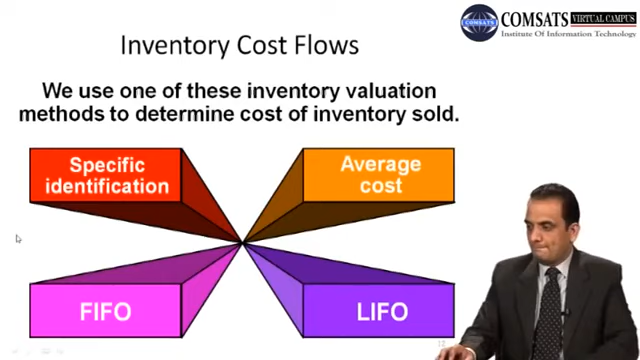 COMSATS VIRTUAL CAMPUS
Institute Of Information Technology
Inventory Cost Flows
We use one of these inventory valuation
methods to determine cost of inventory sold.
Specific
identification
Average
cost
FIFO
LIFO